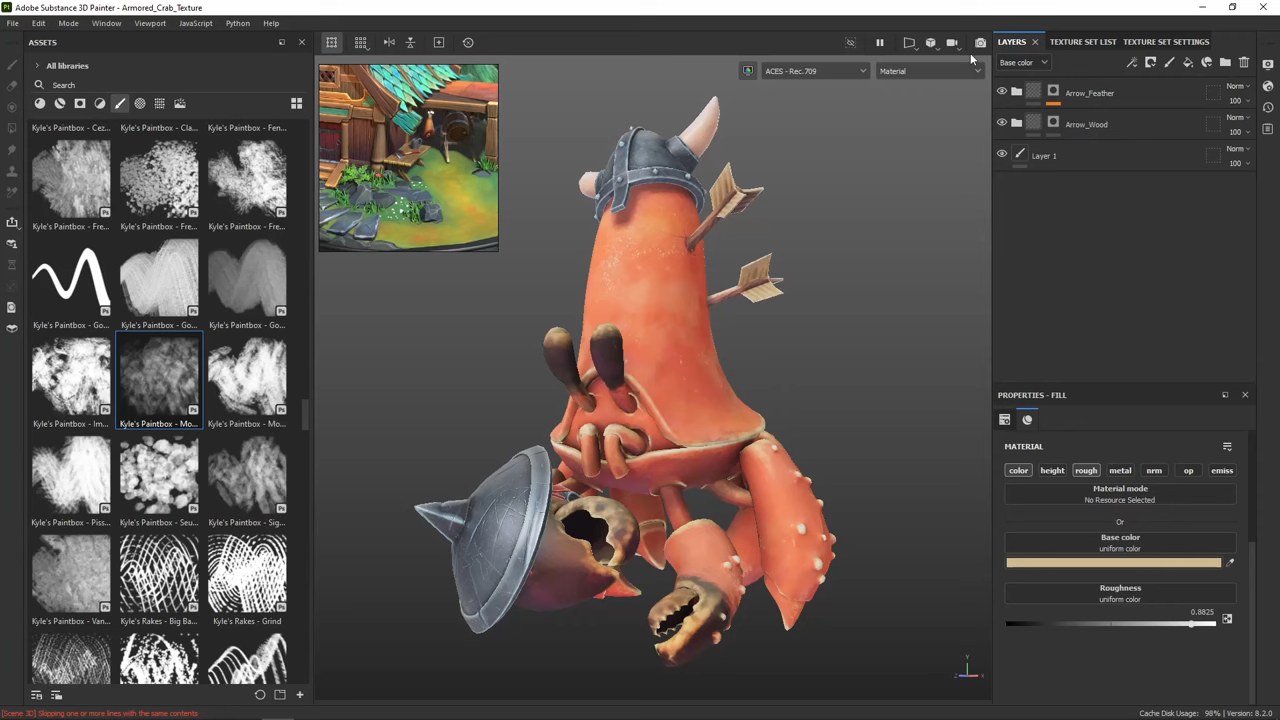 Adobe Substance 3D Painter - Armored_Crab_Texture
File Edit Mode Window Viewport JavaScript Python Help
ASSETS
All libraries
Search
Kyle's Paintbox - Cez... Kyle's Paintbox - Cla... Kyle's Paintbox - Fen...
Kyle's Paintbox - Fre... Kyle's Paintbox - Fre... Kyle's Paintbox - Fre...
Kyle's Paintbox - Go... Kyle's Paintbox - Go... Kyle's Paintbox - Go...
Kyle's Paintbox - Im... Kyle's Paintbox - Mo... Kyle's Paintbox - Mo...
Kyle's Paintbox - Piss... Kyle's Paintbox - Seu... Kyle's Paintbox - Sig...
Kyle's Paintbox - Van... Kyle's Rakes - Big Ba... Kyle's Rakes - Grind
ACES - Rec.709
Material
LAYERS TEXTURE SET LIST TEXTURE SET SETTINGS
Base color
Arrow_Feather Norm 100
Arrow_Wood Norm 100
Layer 1 Norm 100
PROPERTIES - FILL
MATERIAL
color height rough metal nrm op emiss
Material mode
No Resource Selected
Or
Base color
uniform color
Roughness
uniform color
0.8825
Y
Z X
[Scene 3D] Skipping one or more lines with the same contents
Cache Disk Usage: 98% | Version: 8.2.0